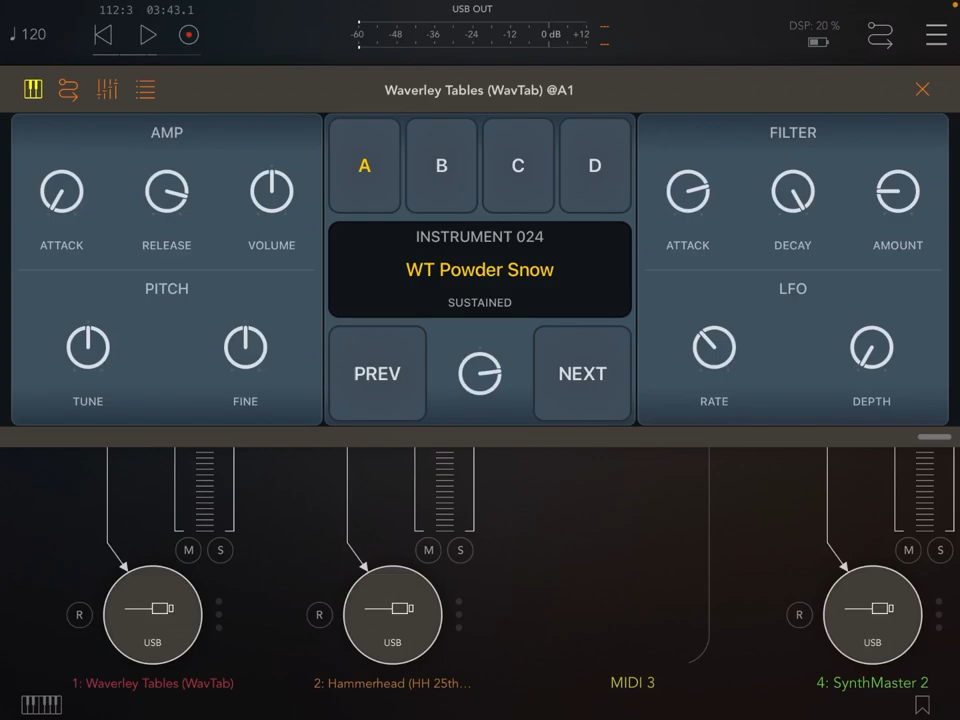 112:3 03:43.1
USB OUT
♩120
-60 -48 -36 -24 -12 0 dB +12
DSP: 20 %
Waverley Tables (WavTab) @A1
AMP
A B C D
FILTER
ATTACK RELEASE VOLUME
INSTRUMENT 024
WT Powder Snow
SUSTAINED
ATTACK DECAY AMOUNT
PITCH
LFO
PREV NEXT
TUNE FINE
RATE DEPTH
M S M S M S
R R R
USB USB USB
1: Waverley Tables (WavTab) 2: Hammerhead (HH 25th... MIDI 3 4: SynthMaster 2